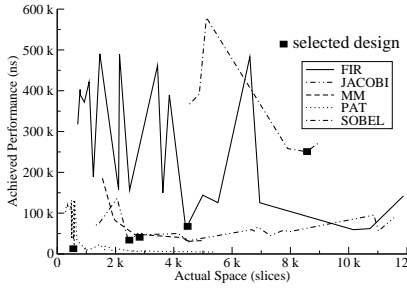 600 k
500 k
400 k
300 k
200 k
100 k
0
Achieved Performance (ns)
selected design
FIR
JACOBI
MM
PAT
SOBEL
0 2 k 4 k 6 k 8 k 10 k 12 k
Actual Space (slices)